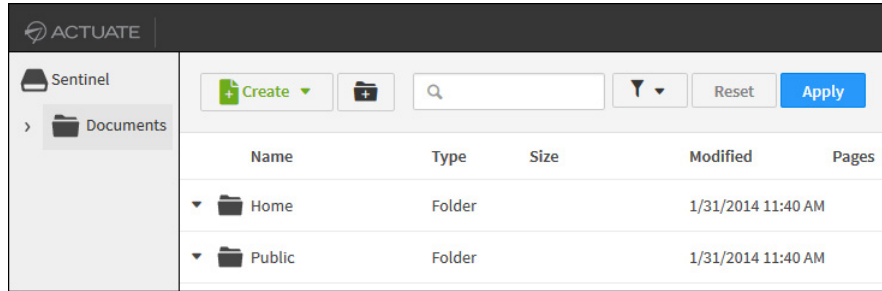 ACTUATE
Sentinel
Documents
Create
Reset
Apply
Name Type Size Modified Pages
Home Folder 1/31/2014 11:40 AM
Public Folder 1/31/2014 11:40 AM